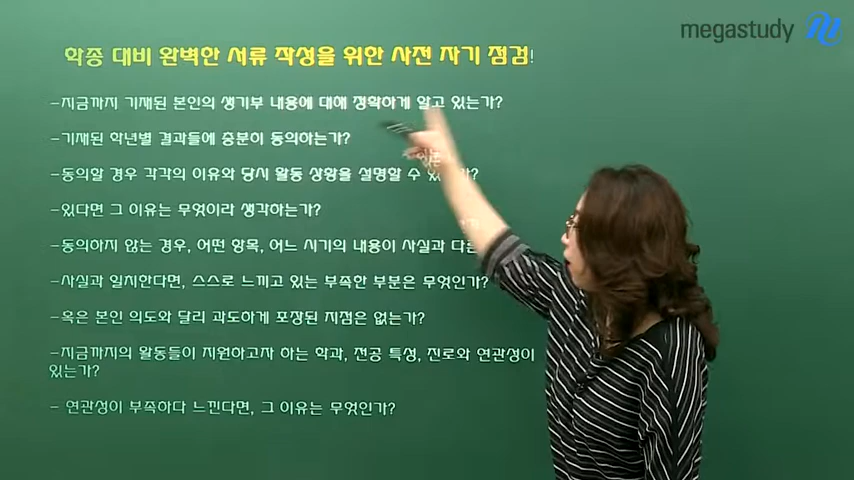 megastudy
학종 대비 완벽한 서류 작성을 위한 사전 자기 점검!
-지금까지 기재된 본인의 생기부 내용에 대해 정확하게 알고 있는가?
-기재된 학년별 결과들에 충분히 동의하는가?
-동의할 경우 각각의 이유와 당시 활동 상황을 설명할 수
-있다면 그 이유는 무엇이라 생각하는가?
-동의하지 않는 경우, 어떤 항목, 어느 시기의 내용이 사실과
-사실과 일치한다면, 스스로 느끼고 있는 부족한 부분은 무엇인가?
-혹은 본인 의도와 달리 과도하게 포장된 지점은 없는가?
-지금까지의 활동들이 지원하고자 하는 학과, 전공 특성, 진로와 연관성이
있는가?
- 연관성이 부족하다 느낀다면, 그 이유는 무엇인가?